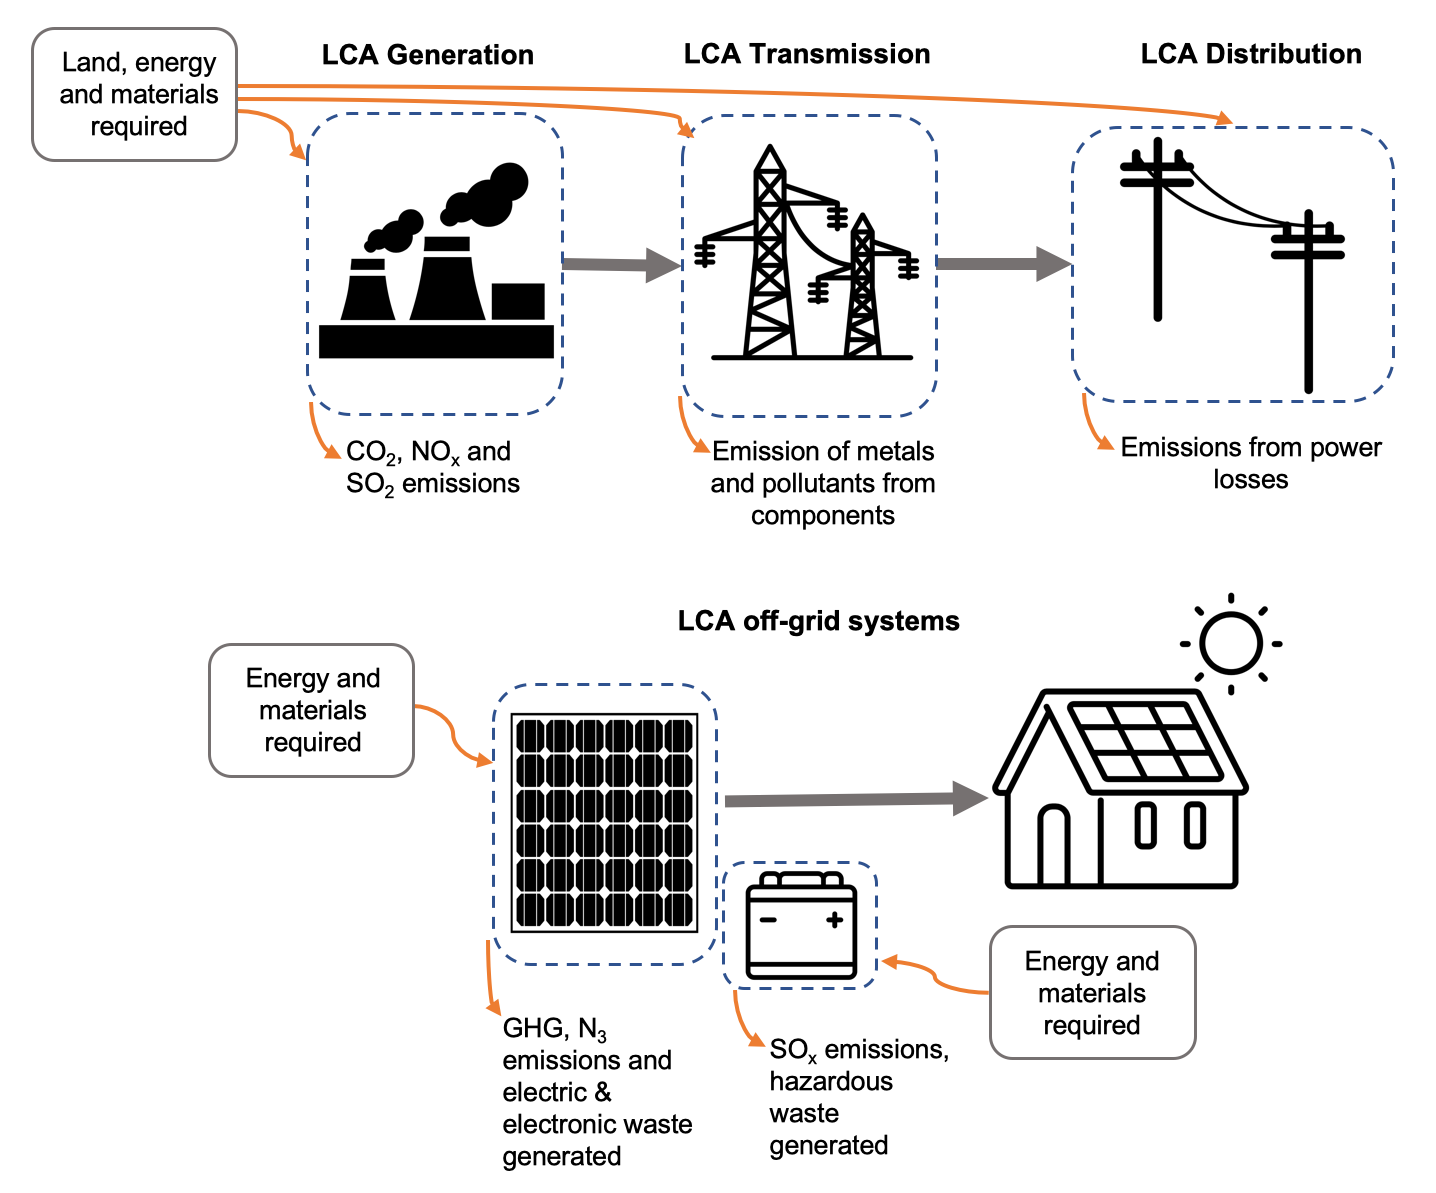 Land, energy
and materials
required
LCA Generation
LCA Transmission
LCA Distribution
CO₂, NOₓ and
SO₂ emissions
Emission of metals
and pollutants from
components
Emissions from power
losses
LCA off-grid systems
Energy and
materials
required
GHG, N₃
emissions and
electric &
electronic waste
generated
SOₓ emissions,
hazardous
waste
generated
Energy and
materials
required